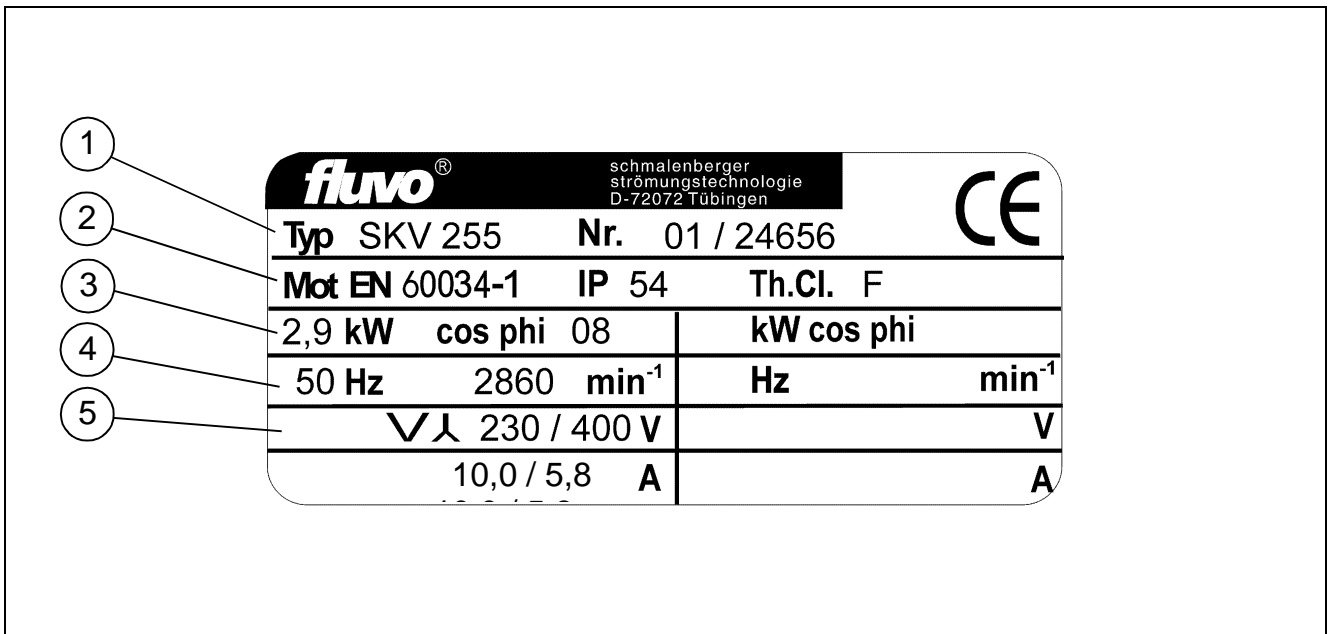 1
2
3
4
5
fluvo®
schmalenberger
strömungstechnologie
D-72072 Tübingen
CE
Typ SKV 255 Nr. 01 / 24656
Mot EN 60034-1 IP 54 Th.Cl. F
2,9 kW cos phi 08 kW cos phi
50 Hz 2860 min⁻¹ Hz min⁻¹
230 / 400 V V
10,0 / 5,8 A A